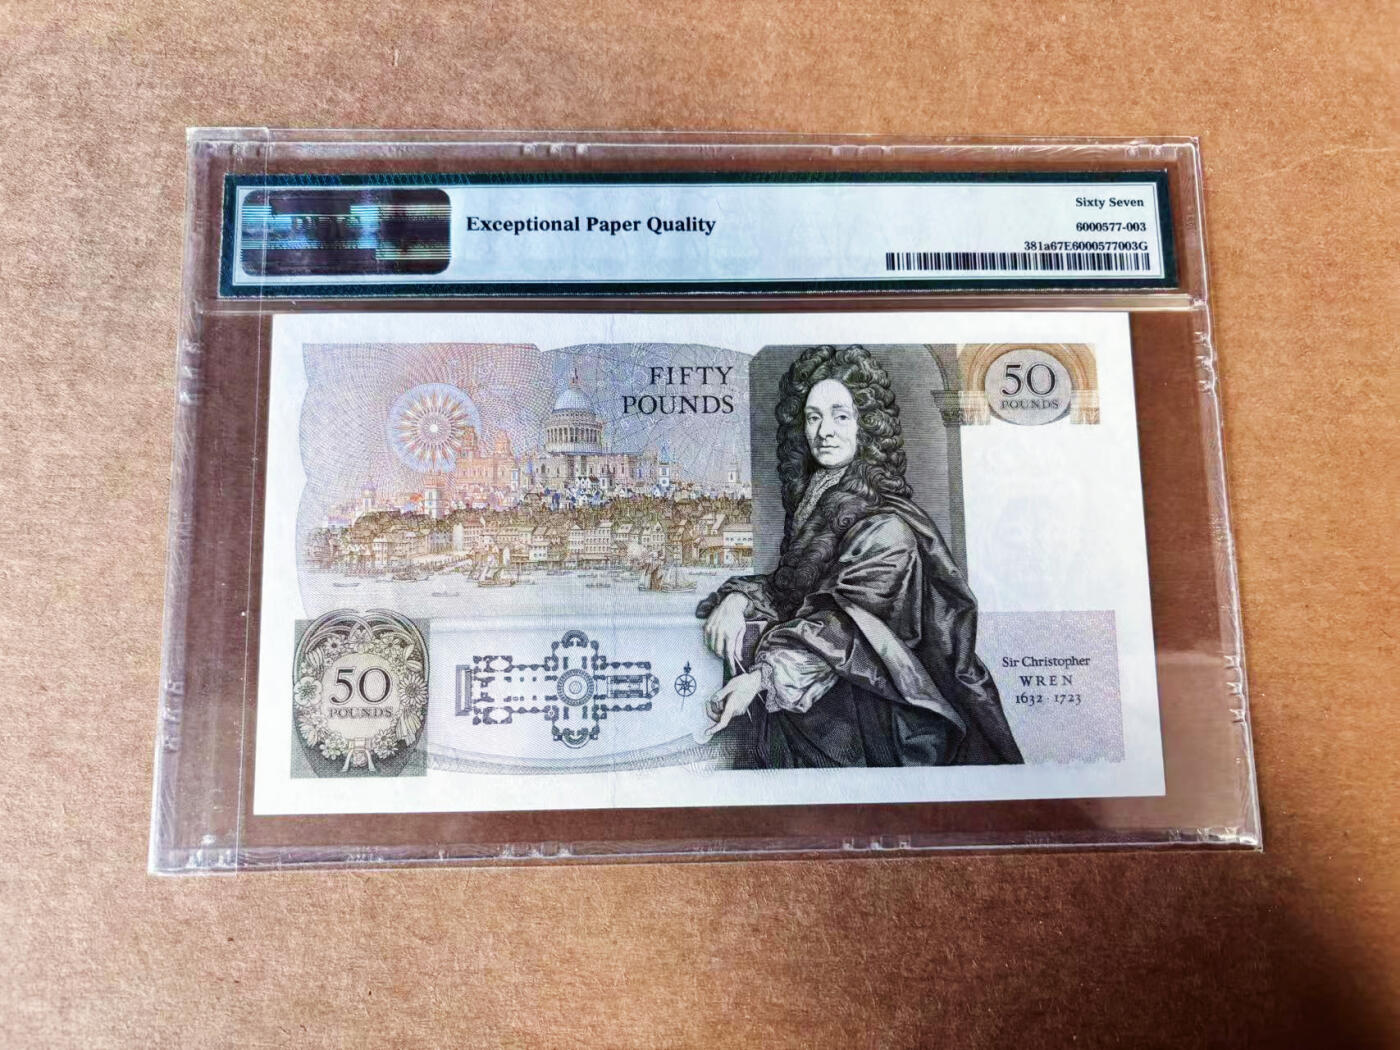 Exceptional Paper Quality
Sixty Seven
6000577-003
381a67E6000577003G
FIFTY
POUNDS
50
POUNDS
50
POUNDS
Sir Christopher
WREN
1632 · 1723